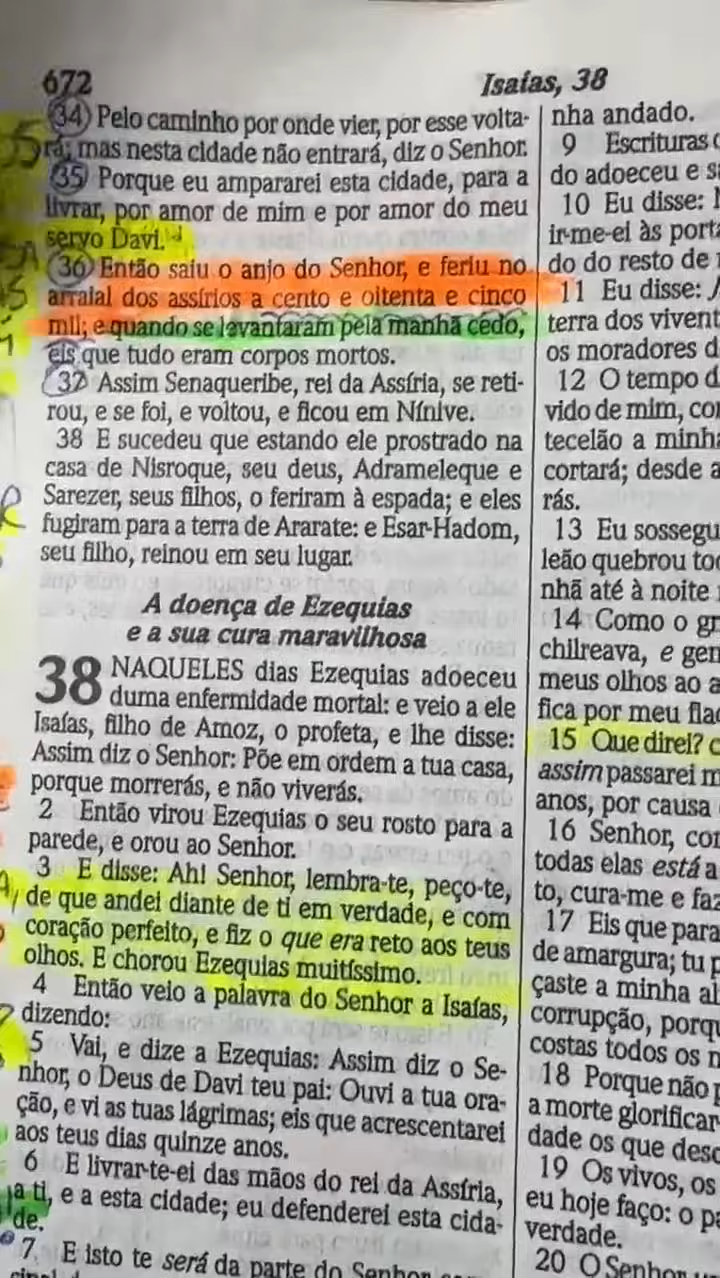 672
Isaías, 38
34 Pelo caminho por onde vier, por esse volta-
rá; mas nesta cidade não entrará, diz o Senhor.
35 Porque eu ampararei esta cidade, para a
livrar, por amor de mim e por amor do meu
servo Davi.
36 Então saiu o anjo do Senhor, e feriu no
arraial dos assírios a cento e oitenta e cinco
mil; e quando se levantaram pela manhã cedo,
eis que tudo eram corpos mortos.
37 Assim Senaqueribe, rei da Assíria, se reti-
rou, e se foi, e voltou, e ficou em Nínive.
38 E sucedeu que estando ele prostrado na
casa de Nisroque, seu deus, Adrameleque e
Sarezer, seus filhos, o feriram à espada; e eles
fugiram para a terra de Ararate: e Esar-Hadom,
seu filho, reinou em seu lugar.
A doença de Ezequias
e a sua cura maravilhosa
38 NAQUELES dias Ezequias adoeceu
duma enfermidade mortal: e veio a ele
Isaías, filho de Amoz, o profeta, e lhe disse:
Assim diz o Senhor: Põe em ordem a tua casa,
porque morrerás, e não viverás.
2 Então virou Ezequias o seu rosto para a
parede, e orou ao Senhor.
3 E disse: Ah! Senhor, lembra-te, peço-te,
de que andei diante de ti em verdade, e com
coração perfeito, e fiz o que era reto aos teus
olhos. E chorou Ezequias muitíssimo.
4 Então veio a palavra do Senhor a Isaías,
dizendo:
5 Vai, e dize a Ezequias: Assim diz o Se-
nhor, o Deus de Davi teu pai: Ouvi a tua ora-
ção, e vi as tuas lágrimas; eis que acrescentarei
aos teus dias quinze anos.
6 E livrar-te-ei das mãos do rei da Assíria,
a ti, e a esta cidade; eu defenderei esta cida-
de.
7 E isto te será da parte do Senhor
nha andado.
9 Escrituras
do adoeceu e
10 Eu disse:
ir-me-ei às
do do resto de
11 Eu disse:
terra dos
os moradores
12 O tempo
vido de mim,
tecelão a
cortará; desde a
rás.
13 Eu
leão quebrou
nhã até à noite
14 Como o
chilreava, e
meus olhos ao
fica por meu
15 Que direi?
assim passarei
anos, por causa
16 Senhor,
todas elas está a
to, cura-me e
17 Eis que para
de amargura; tu
çaste a minha
corrupção,
costas todos os
18 Porque não
a morte
dade os que
19 Os vivos, os
eu hoje faço: o
verdade.
20 O Senhor